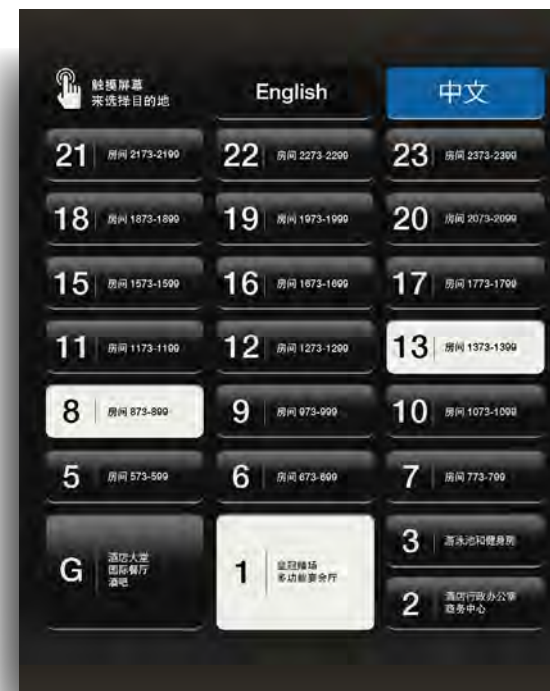 触摸屏幕
来选择目的地
English
中文
21 房间 2173-2199
22 房间 2273-2299
23 房间 2373-2399
18 房间 1873-1899
19 房间 1973-1999
20 房间 2073-2099
15 房间 1573-1599
16 房间 1673-1699
17 房间 1773-1799
11 房间 1173-1199
12 房间 1273-1299
13 房间 1373-1399
8 房间 873-899
9 房间 973-999
10 房间 1073-1099
5 房间 573-599
6 房间 673-699
7 房间 773-799
G 酒店大堂
国际餐厅
酒吧
1 皇冠赌场
多功能宴会厅
3 游泳池和健身房
2 酒店行政办公室
商务中心